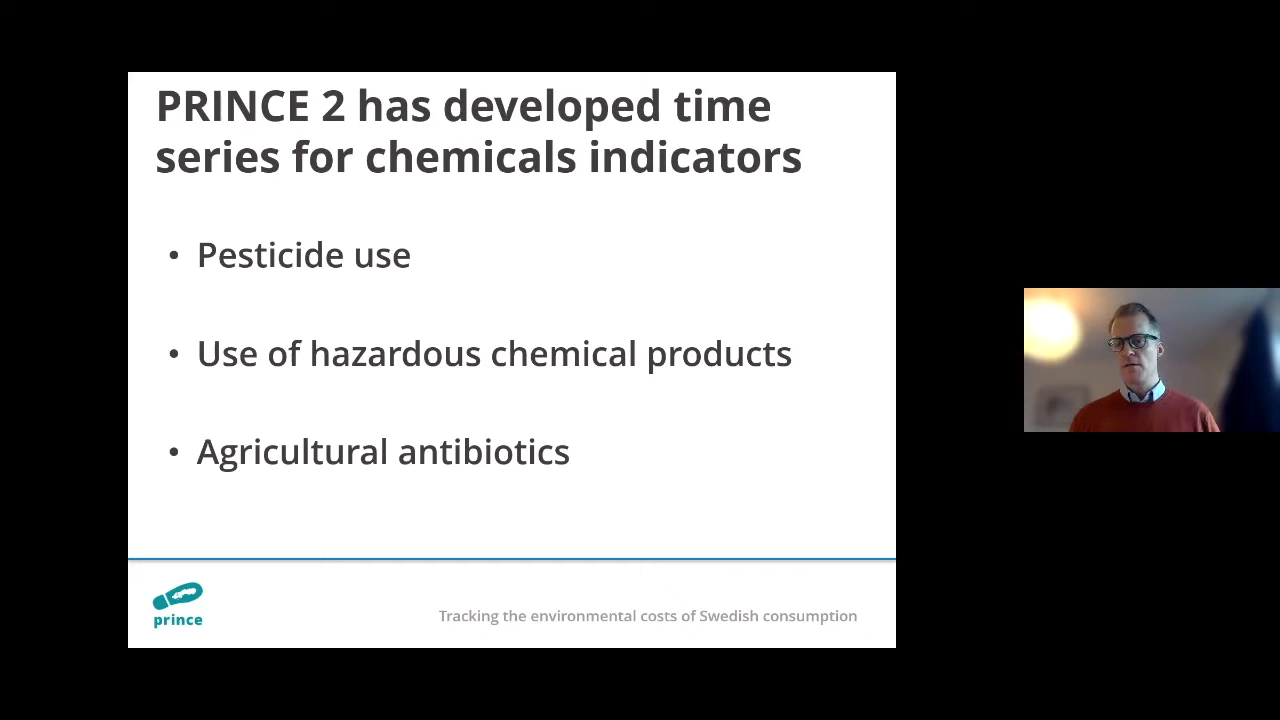 PRINCE 2 has developed time
series for chemicals indicators
• Pesticide use
• Use of hazardous chemical products
• Agricultural antibiotics
prince
Tracking the environmental costs of Swedish consumption